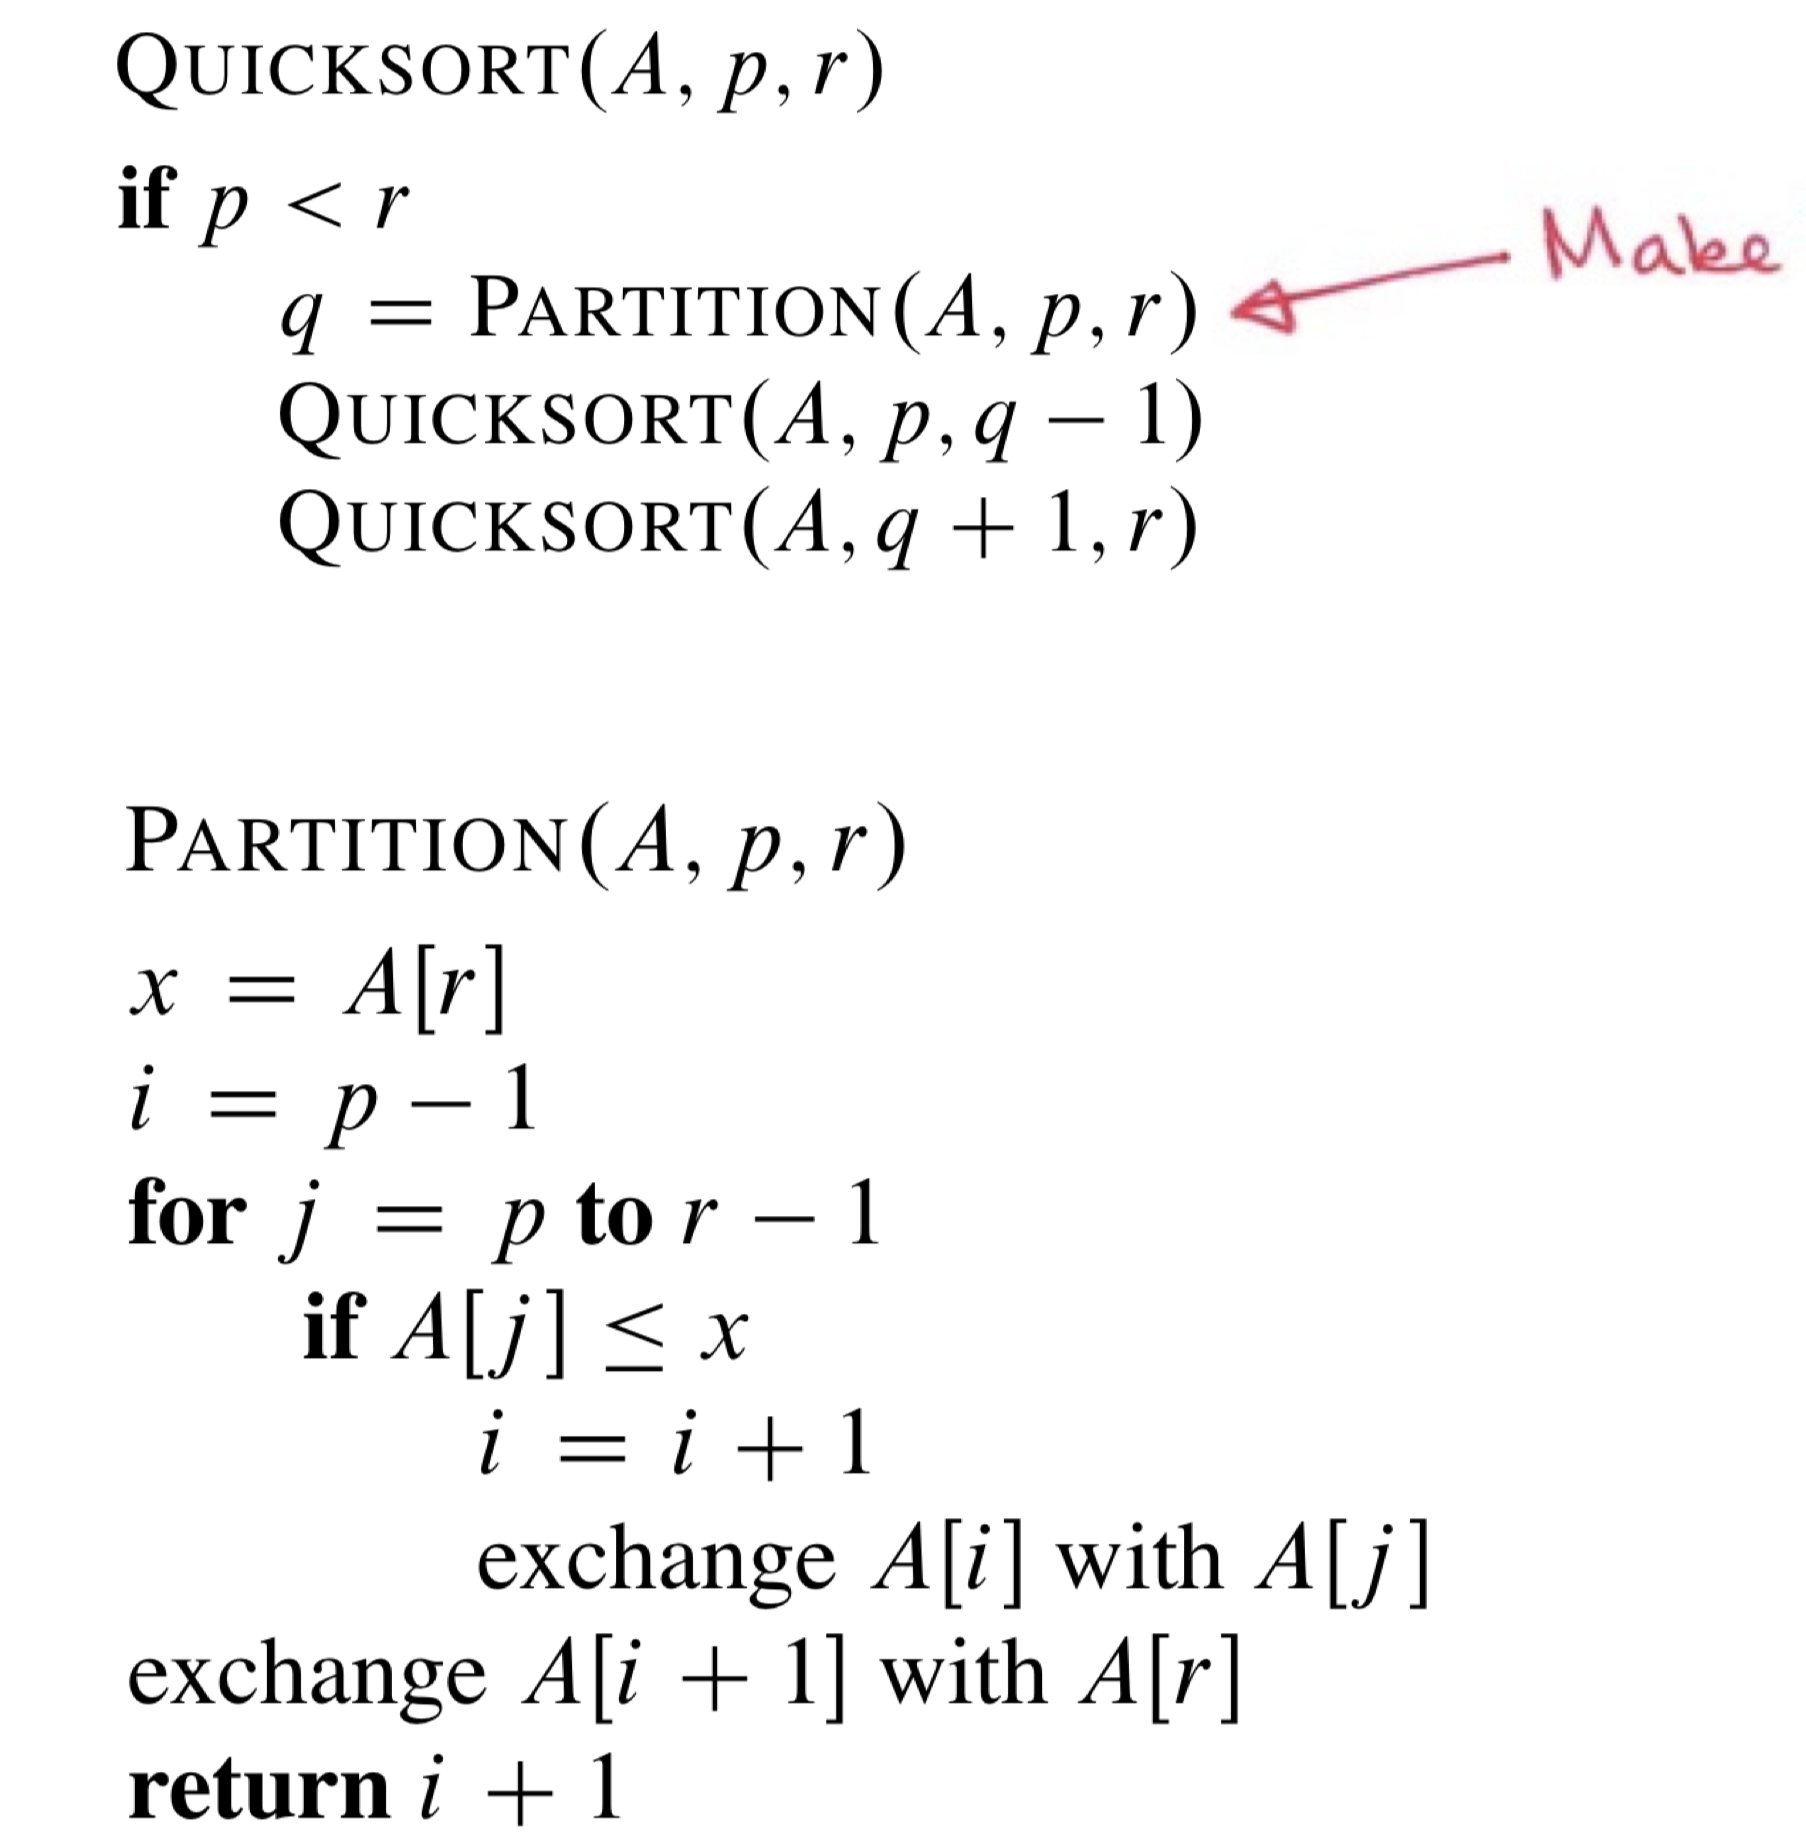 QUICKSORT(A, p, r)
if p < r
Make
q = PARTITION(A, p, r)
QUICKSORT(A, p, q − 1)
QUICKSORT(A, q + 1, r)
PARTITION(A, p, r)
x = A[r]
i = p − 1
for j = p to r − 1
if A[j] ≤ x
i = i + 1
exchange A[i] with A[j]
exchange A[i + 1] with A[r]
return i + 1